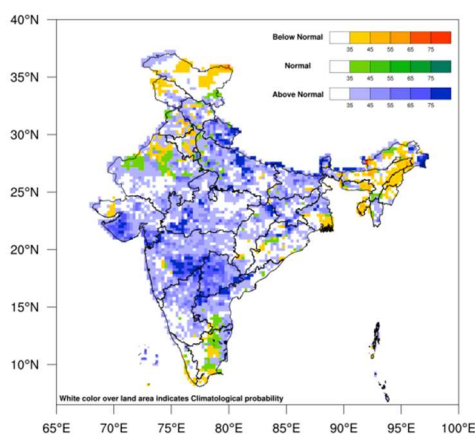 40°N
35°N
30°N
25°N
20°N
15°N
10°N
Below Normal
35 45 55 65 75
Normal
35 45 55 65 75
Above Normal
35 45 55 65 75
White color over land area indicates Climatological probability
65°E 70°E 75°E 80°E 85°E 90°E 95°E 100°E